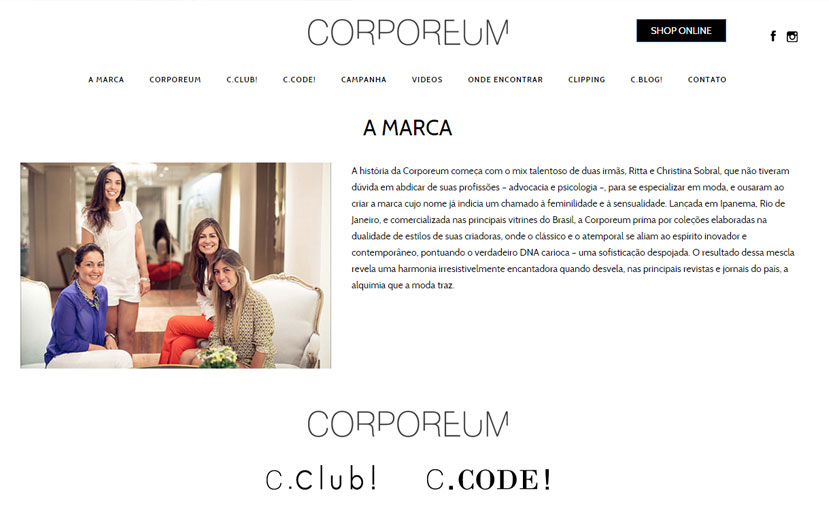 CORPOREUM
SHOP ONLINE
A MARCA CORPOREUM C.CLUB! C.CODE! CAMPANHA VIDEOS ONDE ENCONTRAR CLIPPING C.BLOG! CONTATO
A MARCA
A história da Corporeum começa com o mix talentoso de duas irmãs, Ritta e Christina Sobral, que não tiveram
dúvida em abdicar de suas profissões – advocacia e psicologia –, para se especializar em moda, e ousaram ao
criar a marca cujo nome já indicia um chamado à feminilidade e à sensualidade. Lançada em Ipanema, Rio de
Janeiro, e comercializada nas principais vitrines do Brasil, a Corporeum prima por coleções elaboradas na
dualidade de estilos de suas criadoras, onde o clássico e o atemporal se aliam ao espírito inovador e
contemporâneo, pontuando o verdadeiro DNA carioca – uma sofisticação despojada. O resultado dessa mescla
revela uma harmonia irresistivelmente encantadora quando desvela, nas principais revistas e jornais do país, a
alquimia que a moda traz.
CORPOREUM
C.Club! C.CODE!